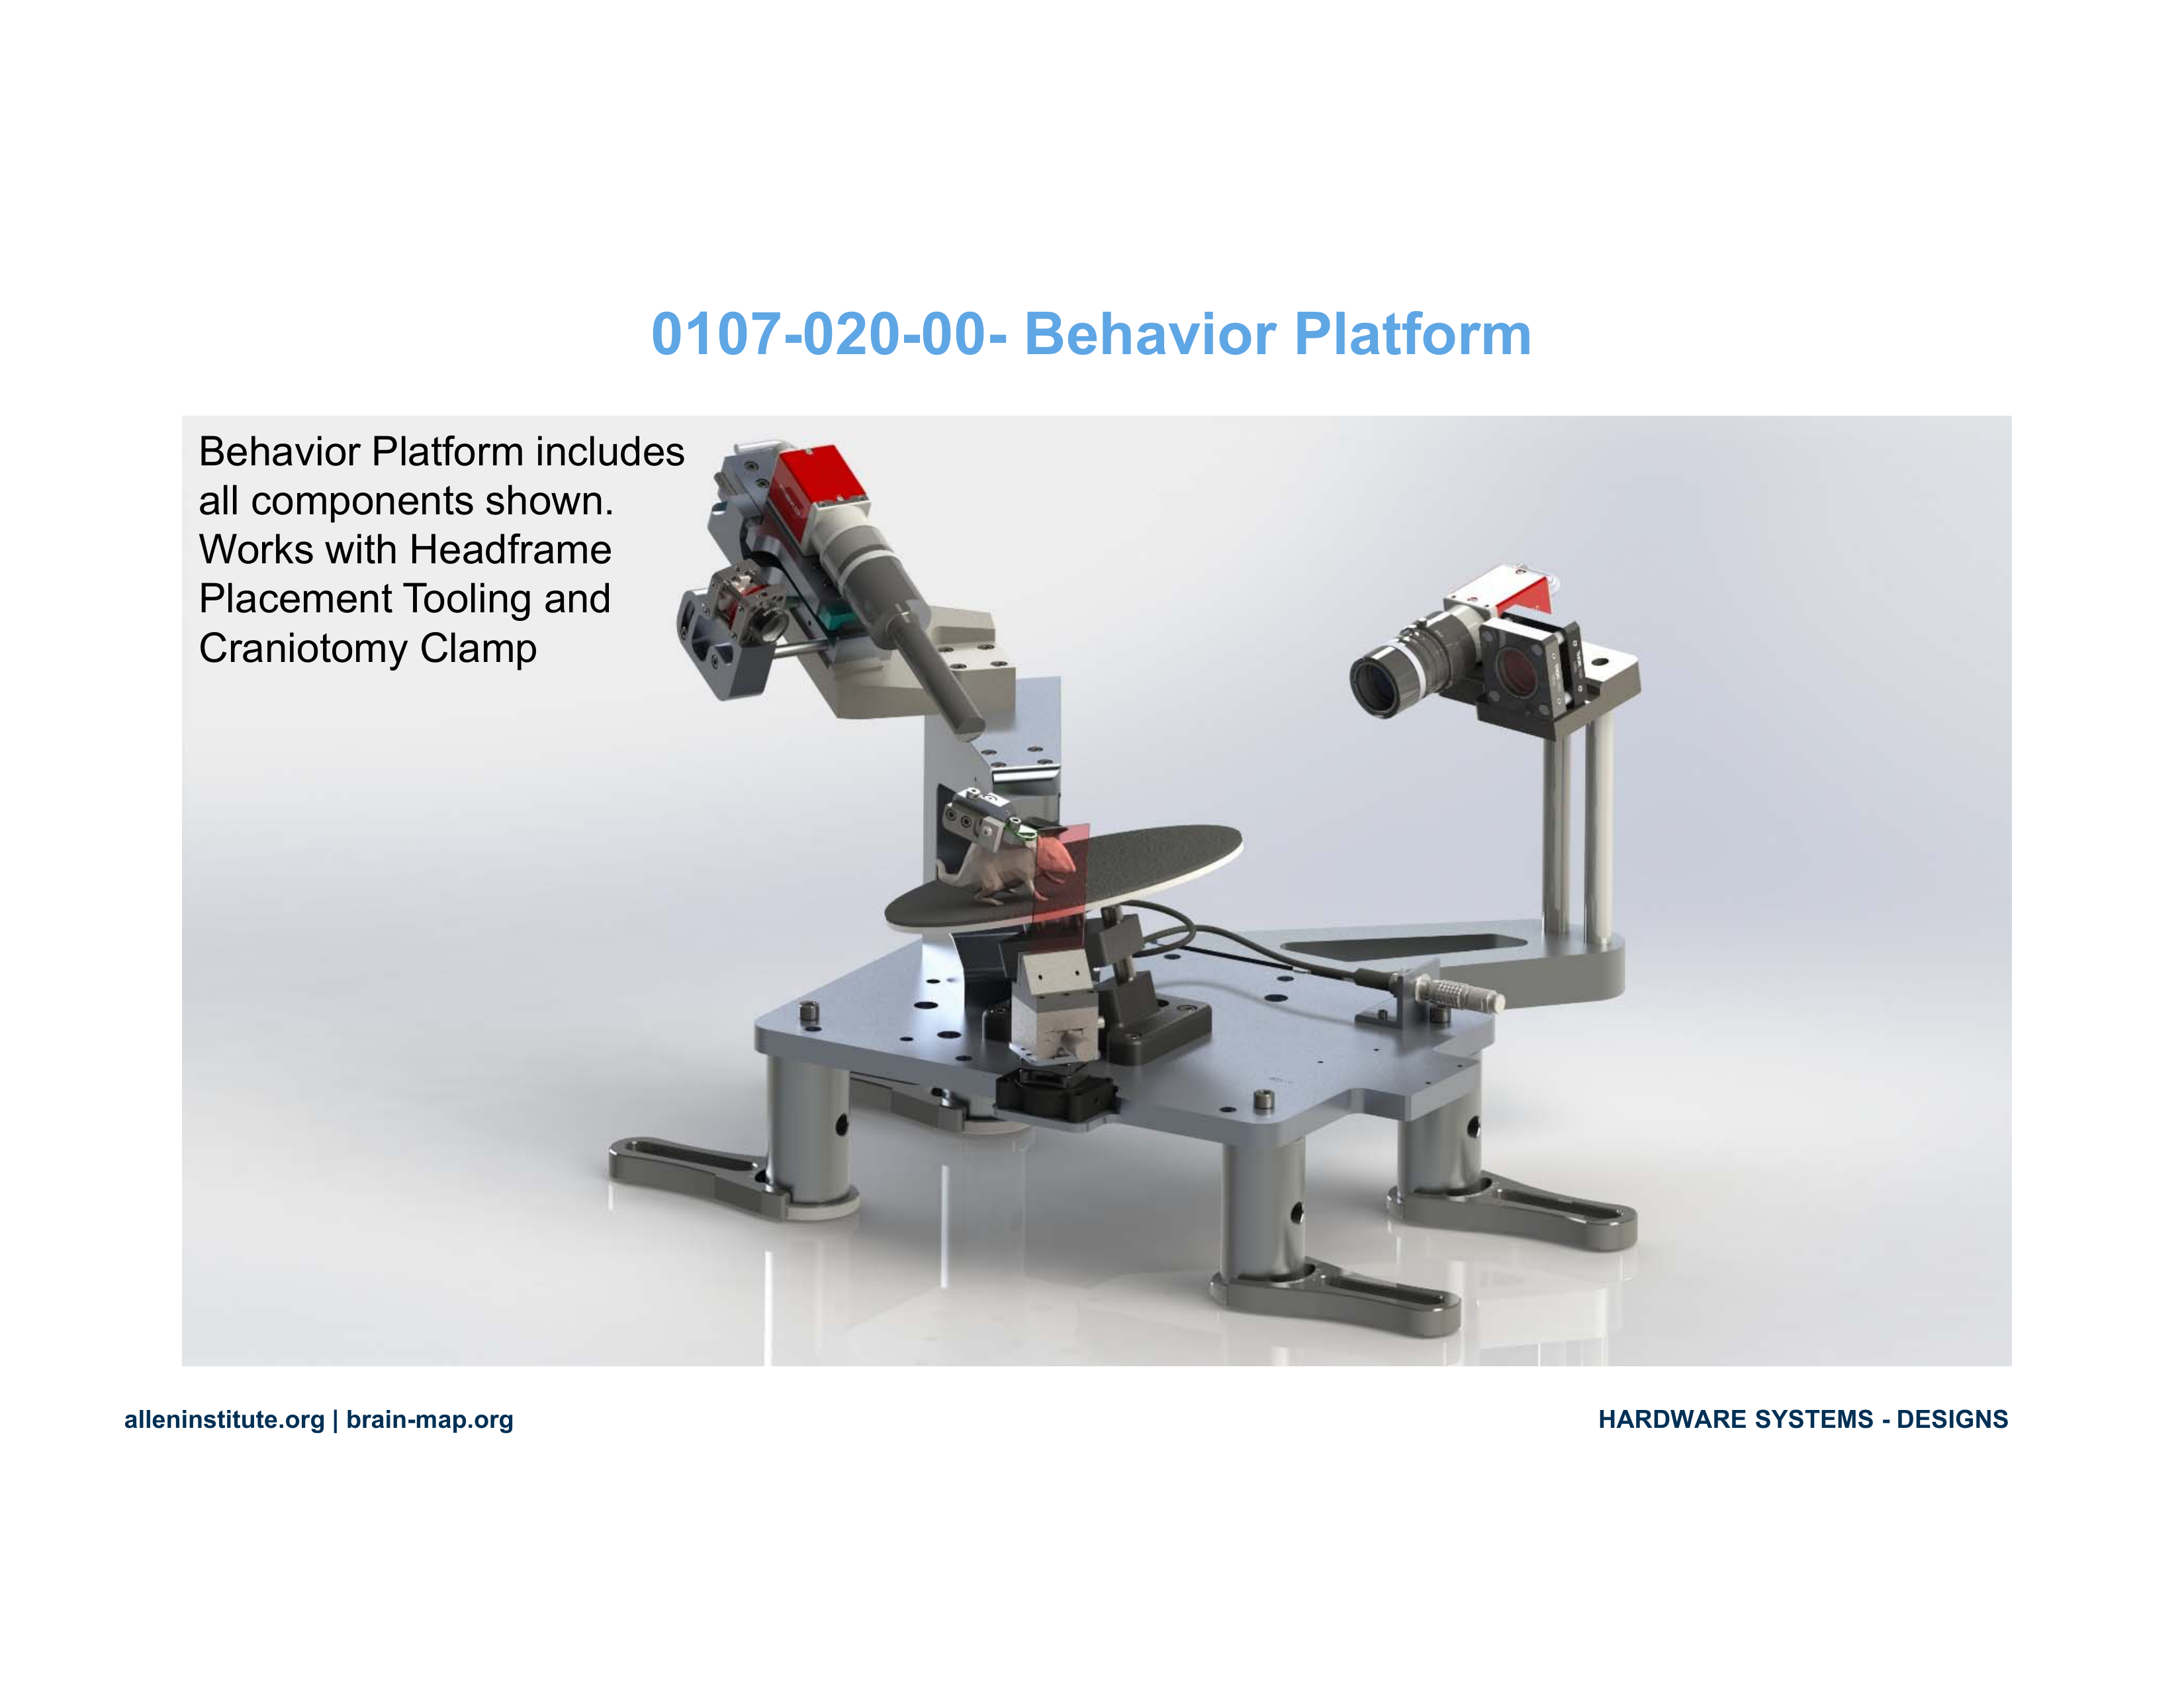 0107-020-00- Behavior Platform
Behavior Platform includes
all components shown.
Works with Headframe
Placement Tooling and
Craniotomy Clamp
alleninstitute.org | brain-map.org
HARDWARE SYSTEMS - DESIGNS